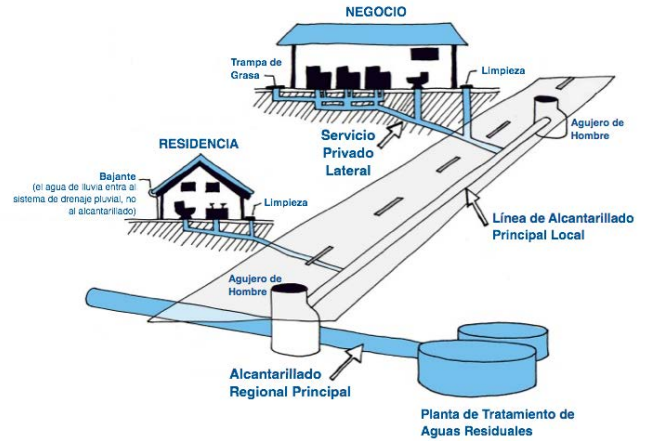 NEGOCIO
Trampa de
Grasa
Limpieza
Servicio
Privado
Lateral
Agujero de
Hombre
RESIDENCIA
Bajante
(el agua de lluvia entra al
sistema de drenaje pluvial, no
al alcantarillado)
Limpieza
Línea de Alcantarillado
Principal Local
Agujero de
Hombre
Alcantarillado
Regional Principal
Planta de Tratamiento de
Aguas Residuales